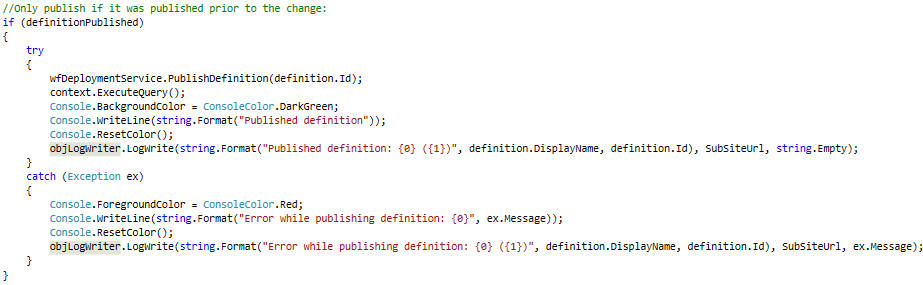 //Only publish if it was published prior to the change:
if (definitionPublished)
{
try
{
wfDeploymentService.PublishDefinition(definition.Id);
context.ExecuteQuery();
Console.BackgroundColor = ConsoleColor.DarkGreen;
Console.WriteLine(string.Format("Published definition"));
Console.ResetColor();
objLogWriter.LogWrite(string.Format("Published definition: {0} ({1})", definition.DisplayName, definition.Id), SubSiteUrl, string.Empty);
}
catch (Exception ex)
{
Console.ForegroundColor = ConsoleColor.Red;
Console.WriteLine(string.Format("Error while publishing definition: {0}", ex.Message));
Console.ResetColor();
objLogWriter.LogWrite(string.Format("Error while publishing definition: {0} ({1})", definition.DisplayName, definition.Id), SubSiteUrl, ex.Message);
}
}